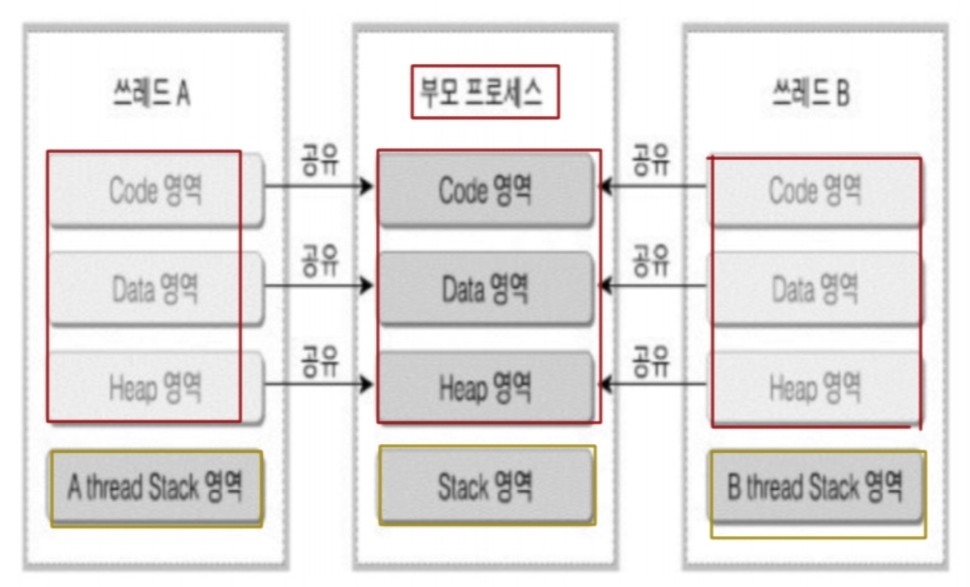 쓰레드 A
부모 프로세스
쓰레드 B
Code 영역
공유
Code 영역
공유
Code 영역
Data 영역
공유
Data 영역
공유
Data 영역
Heap 영역
공유
Heap 영역
공유
Heap 영역
A thread Stack 영역
Stack 영역
B thread Stack 영역